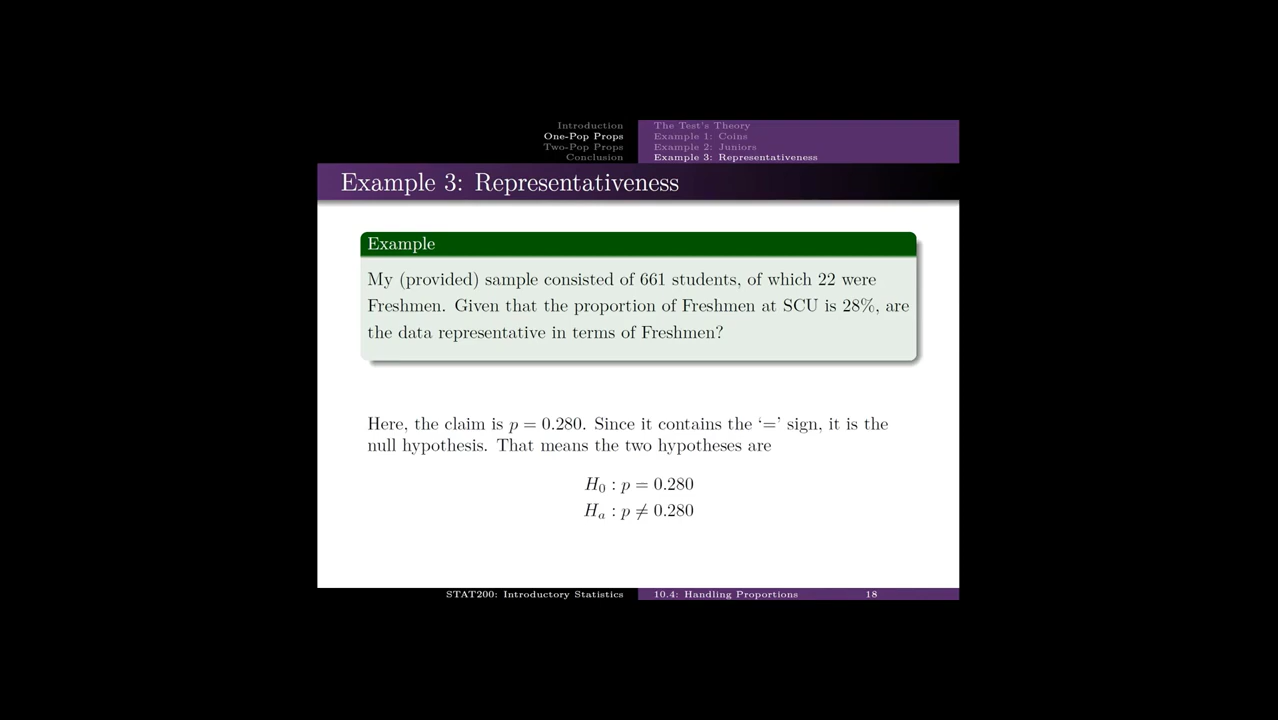 Introduction
One-Pop Props
Two-Pop Props
Conclusion
The Test's Theory
Example 1: Coins
Example 2: Juniors
Example 3: Representativeness
Example 3: Representativeness
Example
My (provided) sample consisted of 661 students, of which 22 were
Freshmen. Given that the proportion of Freshmen at SCU is 28%, are
the data representative in terms of Freshmen?
Here, the claim is p = 0.280. Since it contains the ‘=’ sign, it is the
null hypothesis. That means the two hypotheses are
H₀ : p = 0.280
Hₐ : p ≠ 0.280
STAT200: Introductory Statistics
10.4: Handling Proportions
18